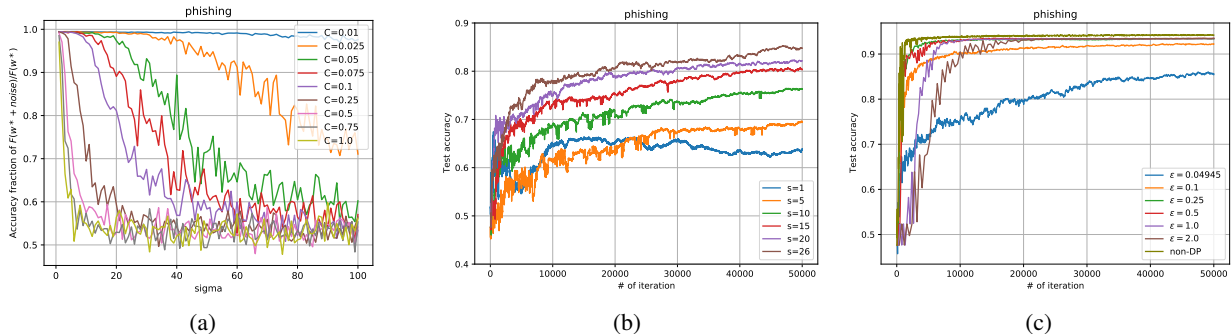 phishing
Accuracy fraction of F(w* + noise)/F(w*)
1.0
0.9
0.8
0.7
0.6
0.5
0
20
40
60
80
100
sigma
C=0.01
C=0.025
C=0.05
C=0.075
C=0.1
C=0.25
C=0.5
C=0.75
C=1.0
(a)
phishing
Test accuracy
0.9
0.8
0.7
0.6
0.5
0.4
0
10000
20000
30000
40000
50000
# of iteration
s=1
s=5
s=10
s=15
s=20
s=26
(b)
phishing
Test accuracy
0.9
0.8
0.7
0.6
0.5
0
10000
20000
30000
40000
50000
# of iteration
ε = 0.04945
ε = 0.1
ε = 0.25
ε = 0.5
ε = 1.0
ε = 2.0
non-DP
(c)